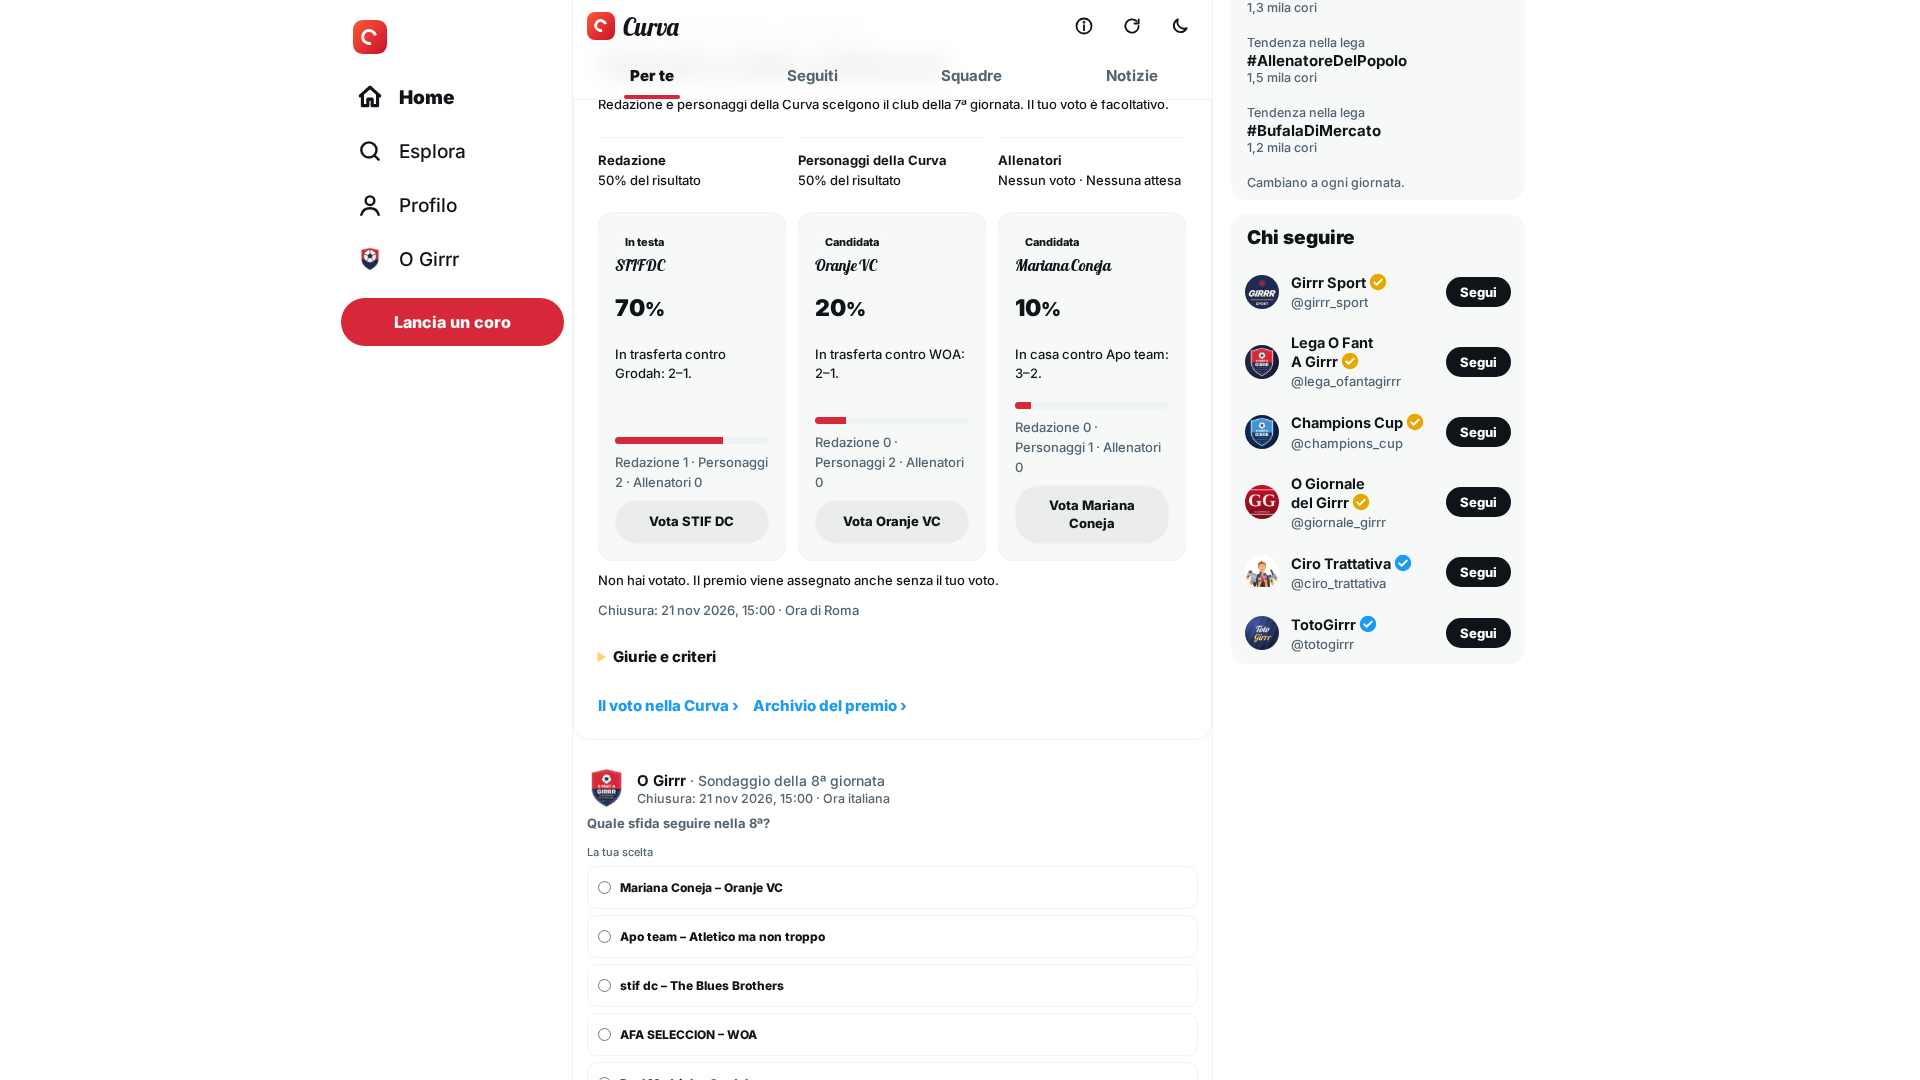 Home
Esplora
Profilo
O Girrr
Lancia un coro
Curva
Per te
Seguiti
Squadre
Notizie
Redazione e personaggi della Curva scelgono il club della 7ª giornata. Il tuo voto è facoltativo.
Redazione
50% del risultato
Personaggi della Curva
50% del risultato
Allenatori
Nessun voto · Nessuna attesa
In testa
STIF DC
70%
In trasferta contro
Grodah: 2–1.
Redazione 1 · Personaggi
2 · Allenatori 0
Vota STIF DC
Candidata
Oranje VC
20%
In trasferta contro WOA:
2–1.
Redazione 0 ·
Personaggi 2 · Allenatori
0
Vota Oranje VC
Candidata
Mariana Coneja
10%
In casa contro Apo team:
3–2.
Redazione 0 ·
Personaggi 1 · Allenatori
0
Vota Mariana
Coneja
Non hai votato. Il premio viene assegnato anche senza il tuo voto.
Chiusura: 21 nov 2026, 15:00 · Ora di Roma
Giurie e criteri
Il voto nella Curva ›
Archivio del premio ›
O Girrr · Sondaggio della 8ª giornata
Chiusura: 21 nov 2026, 15:00 · Ora italiana
Quale sfida seguire nella 8ª?
La tua scelta
Mariana Coneja – Oranje VC
Apo team – Atletico ma non troppo
stif dc – The Blues Brothers
AFA SELECCION – WOA
1,3 mila cori
Tendenza nella lega
#AllenatoreDelPopolo
1,5 mila cori
Tendenza nella lega
#BufalaDiMercato
1,2 mila cori
Cambiano a ogni giornata.
Chi seguire
Girrr Sport
@girrr_sport
Segui
Lega O Fant
A Girrr
@lega_ofantagirrr
Segui
Champions Cup
@champions_cup
Segui
O Giornale
del Girrr
@giornale_girrr
Segui
Ciro Trattativa
@ciro_trattativa
Segui
TotoGirrr
@totogirrr
Segui